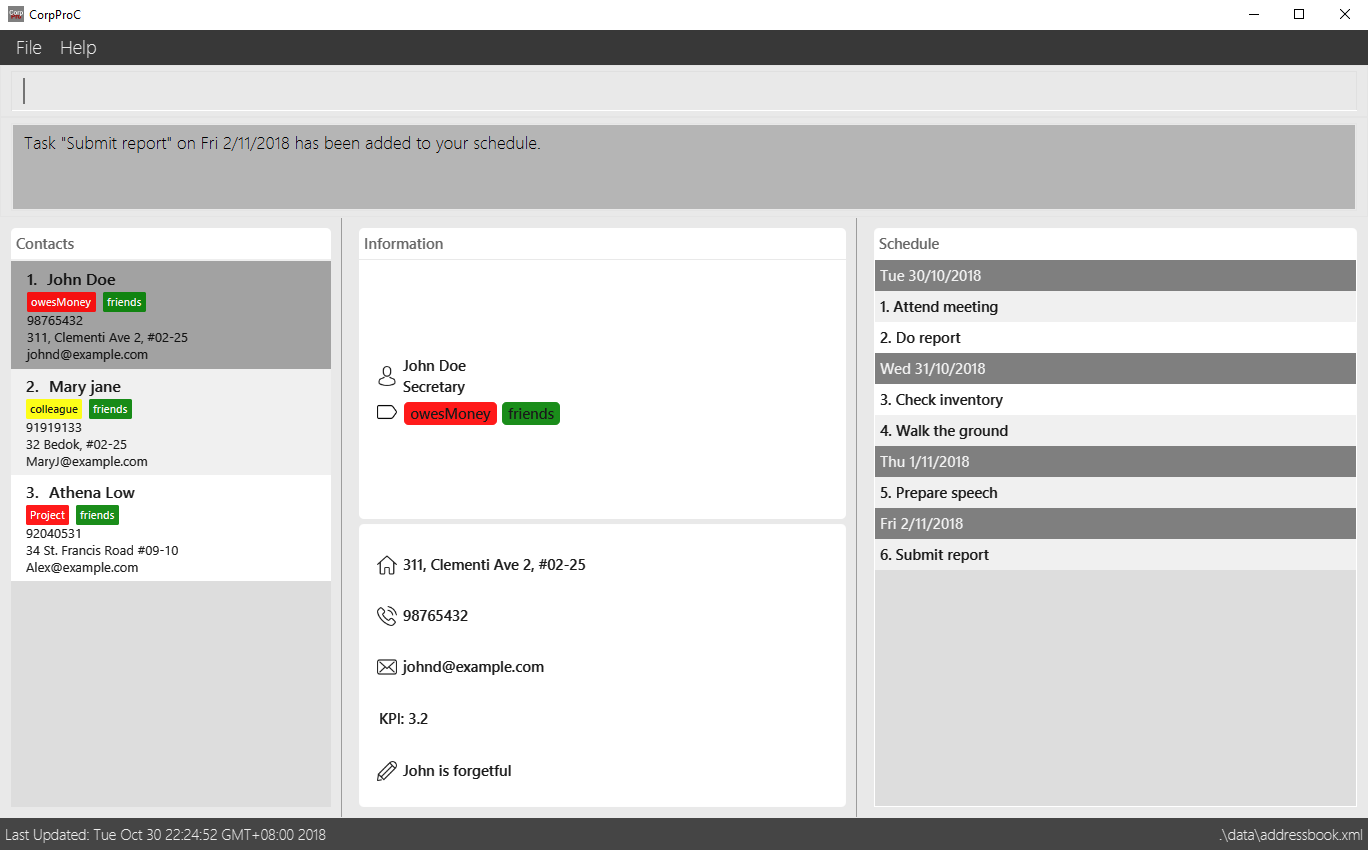 Corp
CorpProC
File Help
Task "Submit report" on Fri 2/11/2018 has been added to your schedule.
Contacts
1. John Doe
owesMoney friends
98765432
311, Clementi Ave 2, #02-25
johnd@example.com
2. Mary jane
colleague friends
91919133
32 Bedok, #02-25
MaryJ@example.com
3. Athena Low
Project friends
92040531
34 St. Francis Road #09-10
Alex@example.com
Information
John Doe
Secretary
owesMoney friends
311, Clementi Ave 2, #02-25
98765432
johnd@example.com
KPI: 3.2
John is forgetful
Schedule
Tue 30/10/2018
1. Attend meeting
2. Do report
Wed 31/10/2018
3. Check inventory
4. Walk the ground
Thu 1/11/2018
5. Prepare speech
Fri 2/11/2018
6. Submit report
Last Updated: Tue Oct 30 22:24:52 GMT+08:00 2018
.\data\addressbook.xml